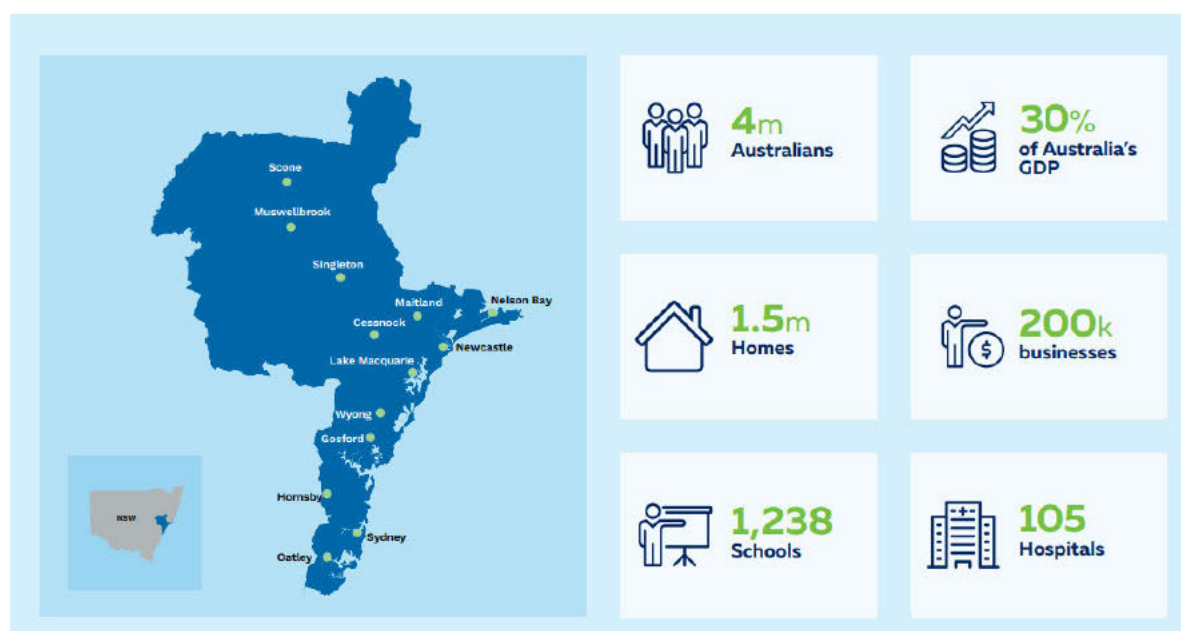 Scone
Muswellbrook
Singleton
Maitland
Nelson Bay
Cessnock
Newcastle
Lake Macquarie
Wyong
Gosford
Hornsby
Sydney
Oatley
NSW
4m
Australians
30%
of Australia's
GDP
1.5m
Homes
200k
businesses
$
1,238
Schools
105
Hospitals